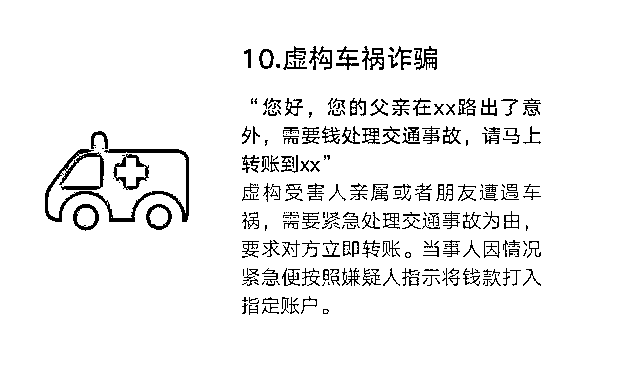 10.虚构车祸诈骗
“您好，您的父亲在xx路出了意
外，需要钱处理交通事故，请马上
转账到xx”
虚构受害人亲属或者朋友遭遇车
祸，需要紧急处理交通事故为由，
要求对方立即转账。当事人因情况
紧急便按照嫌疑人指示将钱款打入
指定账户。